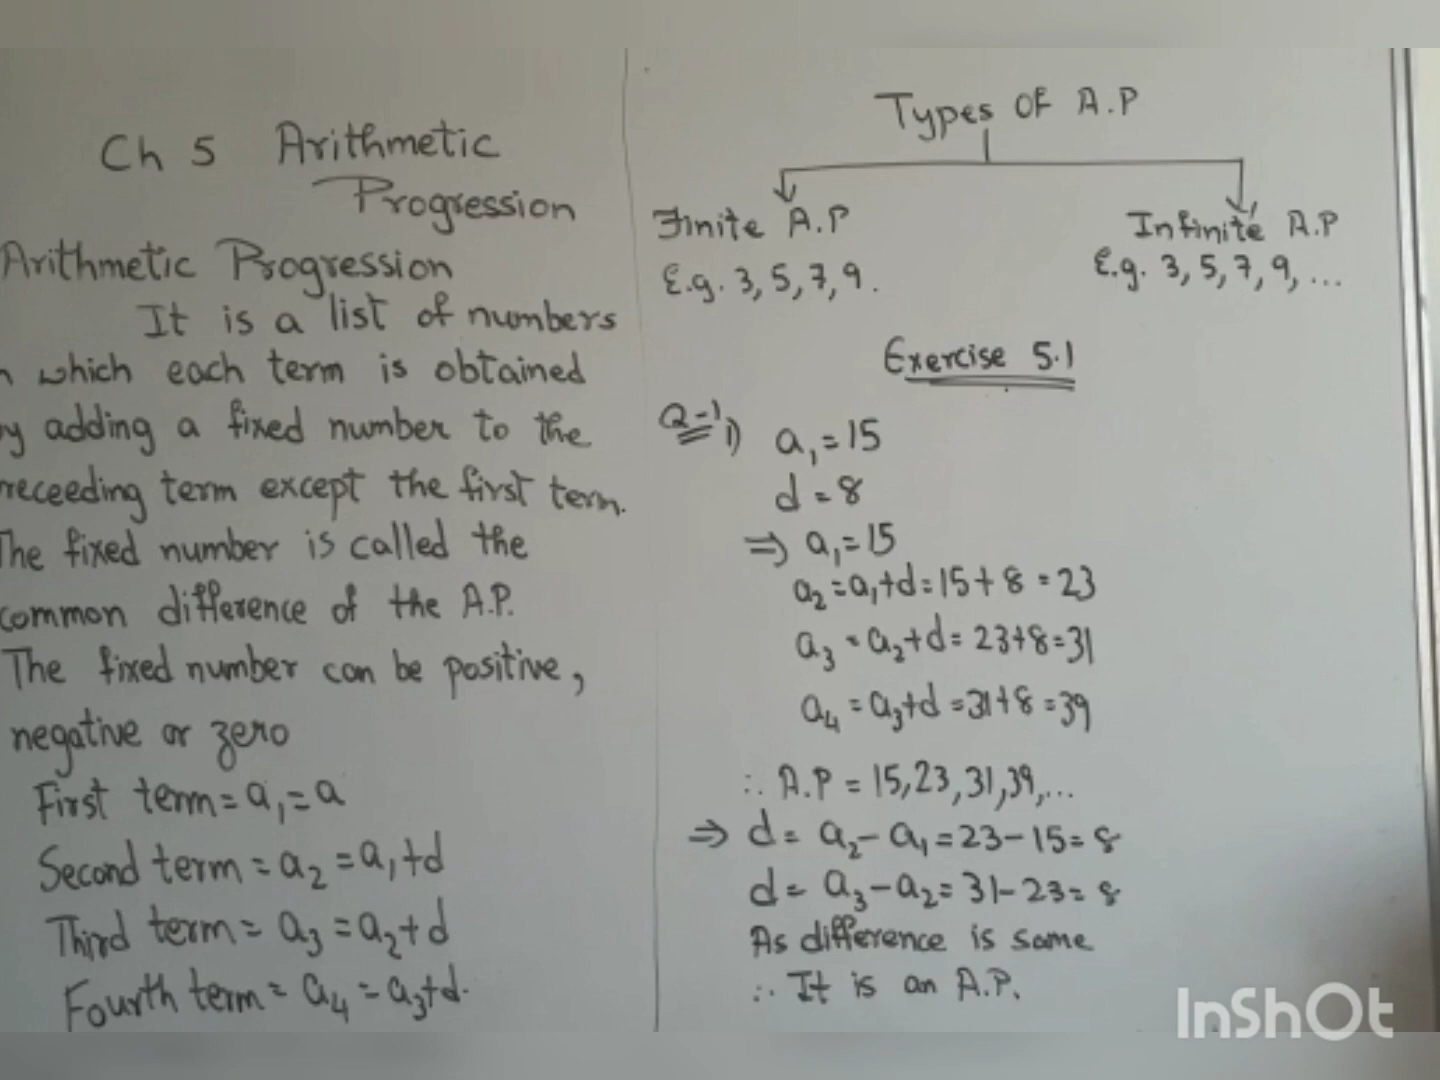 Ch 5 Arithmetic
Progression
Arithmetic Progression
It is a list of numbers
which each term is obtained
adding a fixed number to the
receeding term except the first term.
The fixed number is called the
common difference of the A.P.
The fixed number can be positive,
negative or zero
First term = a₁ = a
Second term = a₂ = a₁+d
Third term = a₃ = a₂+d
Fourth term = a₄ = a₃+d.
Types OF A.P
Finite A.P
E.g. 3, 5, 7, 9.
Infinite A.P
E.g. 3, 5, 7, 9, ...
Exercise 5.1
Q-1 i) a₁ = 15
d = 8
⇒ a₁ = 15
a₂ = a₁+d = 15+8 = 23
a₃ = a₂+d = 23+8 = 31
a₄ = a₃+d = 31+8 = 39
∴ A.P = 15, 23, 31, 39, ...
⇒ d = a₂ - a₁ = 23 - 15 = 8
d = a₃ - a₂ = 31 - 23 = 8
As difference is same
∴ It is an A.P.
InShOt